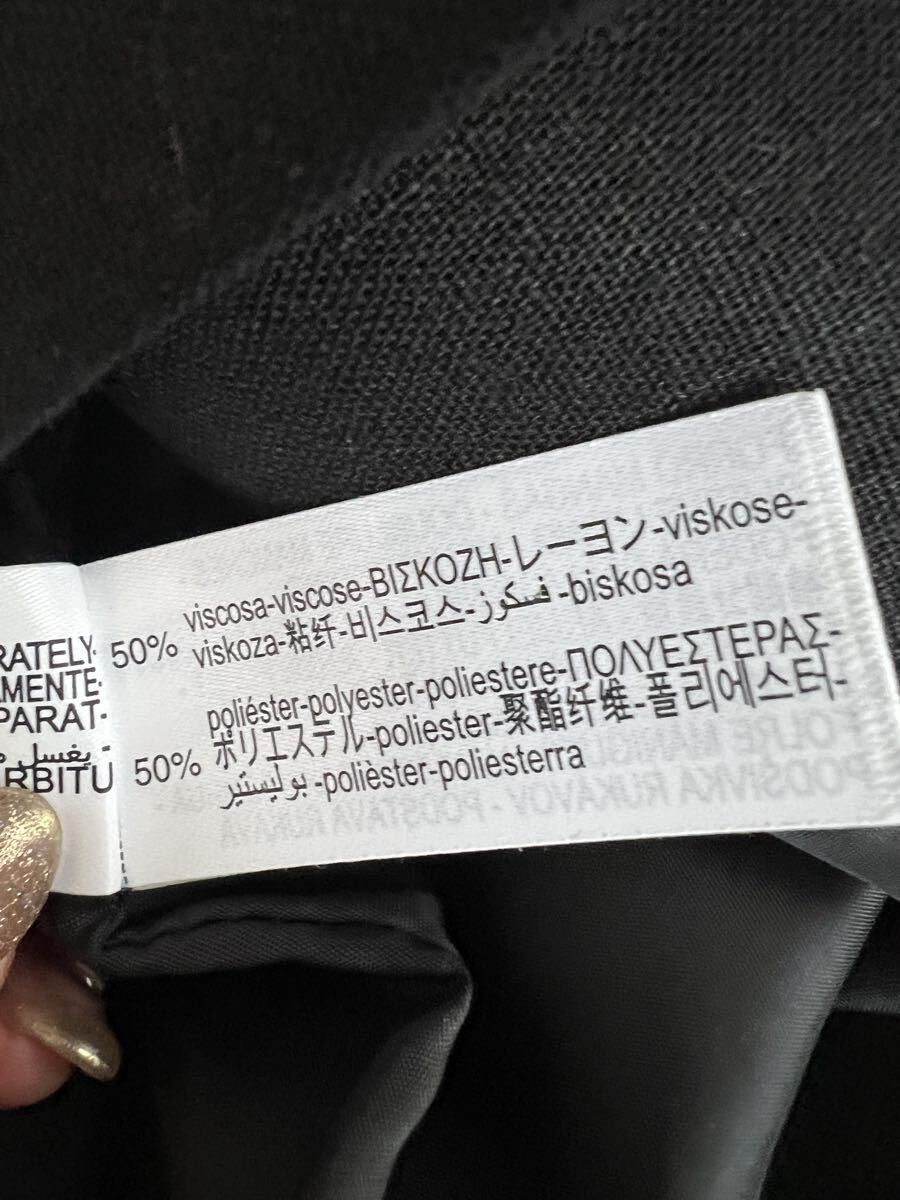 RATELY-
AMENTE-
PARAT-
RBITU
50% viscosa-viscose-ΒΙΣΚΟΖΗ-レーヨン-viskose-
viskoza-粘纤-비스코스-فسكوز-biskosa
50% poliéster-polyester-poliestere-ΠΟΛΥΕΣΤΕΡΑΣ-
ポリエステル-poliester-聚酯纤维-폴리에스터-
بوليستير-polièster-poliesterra